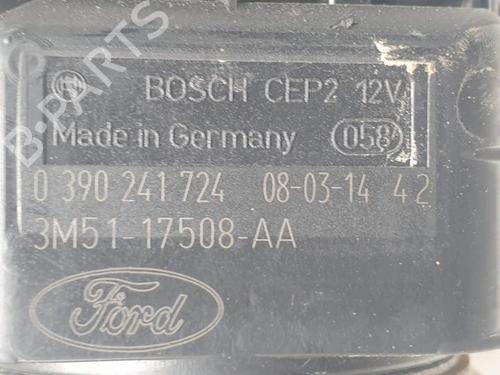 BOSCH CEP2 12V
Made in Germany 058
0 390 241 724 08-03-14 42
3M51-17508-AA
Ford
B-PARTS